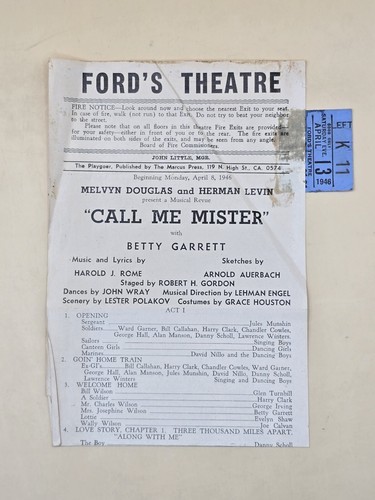 FORD'S THEATRE
FIRE NOTICE—Look around now and choose the nearest Exit to your seat.
In case of fire, walk (not run) to that Exit. Do not try to beat your neighbor
to the street.
Please note that on all floors in this theatre Fire Exits are provided
for your safety—either in front of you or to the rear. The fire exits are
illuminated on both sides of the exits, and may be seen from any angle.
Board of Fire Commissioners.
JOHN LITTLE, MGR.
The Playgoer, Published by The Marcus Press, 119 N. High St., CA. 0574
Beginning Monday, April 8, 1946
MELVYN DOUGLAS and HERMAN LEVIN
present a Musical Revue
"CALL ME MISTER"
with
BETTY GARRETT
Music and Lyrics by Sketches by
HAROLD J. ROME ARNOLD AUERBACH
Staged by ROBERT H. GORDON
Dances by JOHN WRAY Musical Direction by LEHMAN ENGEL
Scenery by LESTER POLAKOV Costumes by GRACE HOUSTON
ACT I
1. OPENING
Sergeant Jules Munshin
Soldiers Ward Garner, Bill Callahan, Harry Clark, Chandler Cowles,
George Hall, Alan Manson, Danny Scholl, Lawrence Winters.
Sailors Singing Boys
Canteen Girls Dancing Girls
Marines David Nillo and the Dancing Boys
2. GOIN' HOME TRAIN
Ex-GI's Bill Callahan, Harry Clark, Chandler Cowles, Ward Garner,
George Hall, Alan Manson, Jules Munshin, David Nillo, Danny Scholl,
Lawrence Winters Singing and Dancing Boys
3. WELCOME HOME
Bill Wilson Glen Turnbull
A Soldier Harry Clark
Mr. Charles Wilson George Irving
Mrs. Josephine Wilson Betty Garrett
Lottie Evelyn Shaw
Wally Wilson Joe Calvan
4. LOVE STORY, CHAPTER 1. THREE THOUSAND MILES APART.
"ALONG WITH ME"
The Boy Danny Scholl
LEFT
K 11
FORD'S THEATRE
APRIL
13
1946